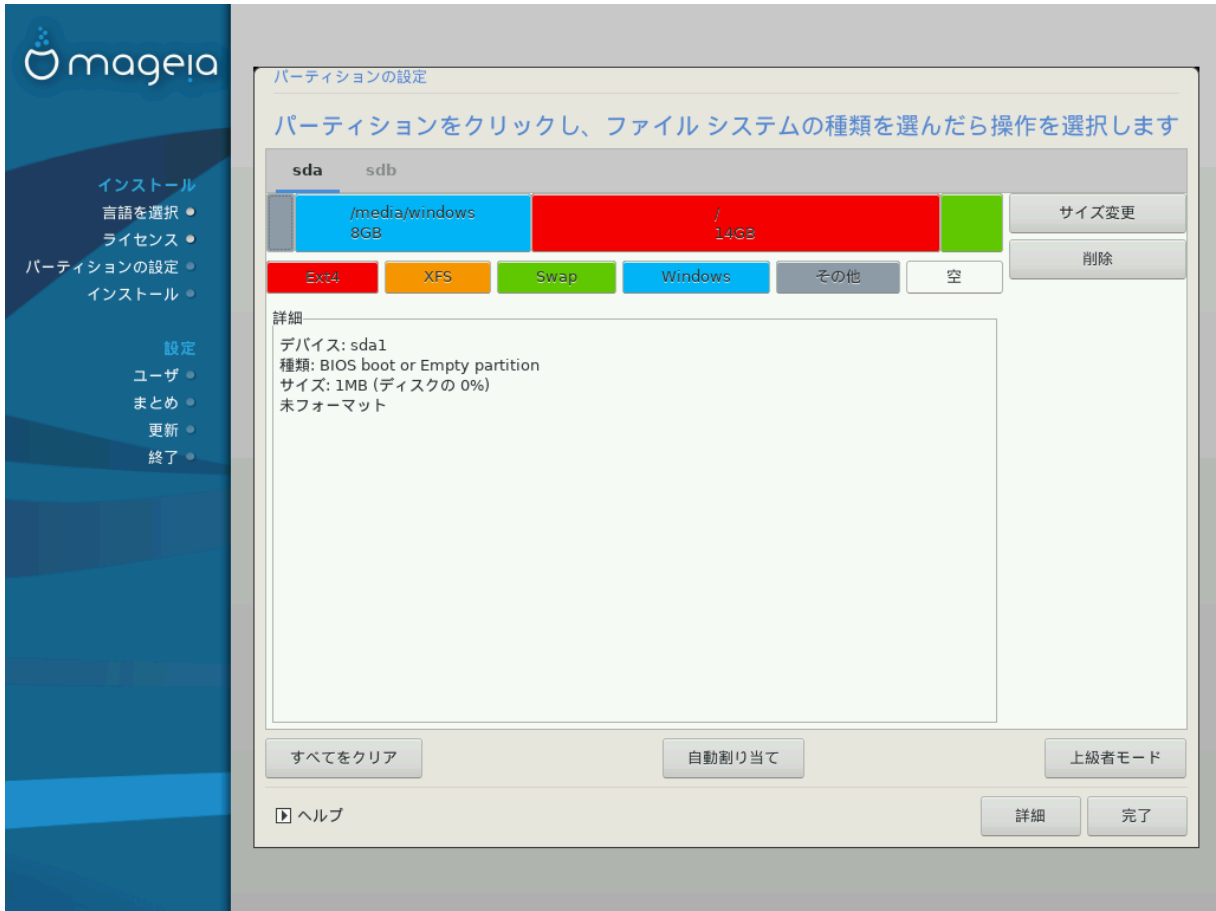 mageia
インストール
言語を選択
ライセンス
パーティションの設定
インストール
設定
ユーザ
まとめ
更新
終了
パーティションの設定
パーティションをクリックし、ファイル システムの種類を選んだら操作を選択します
sda sdb
/media/windows
8GB
/
14GB
サイズ変更
削除
Ext4 XFS Swap Windows その他 空
詳細
デバイス: sda1
種類: BIOS boot or Empty partition
サイズ: 1MB (ディスクの 0%)
未フォーマット
すべてをクリア 自動割り当て 上級者モード
ヘルプ 詳細 完了